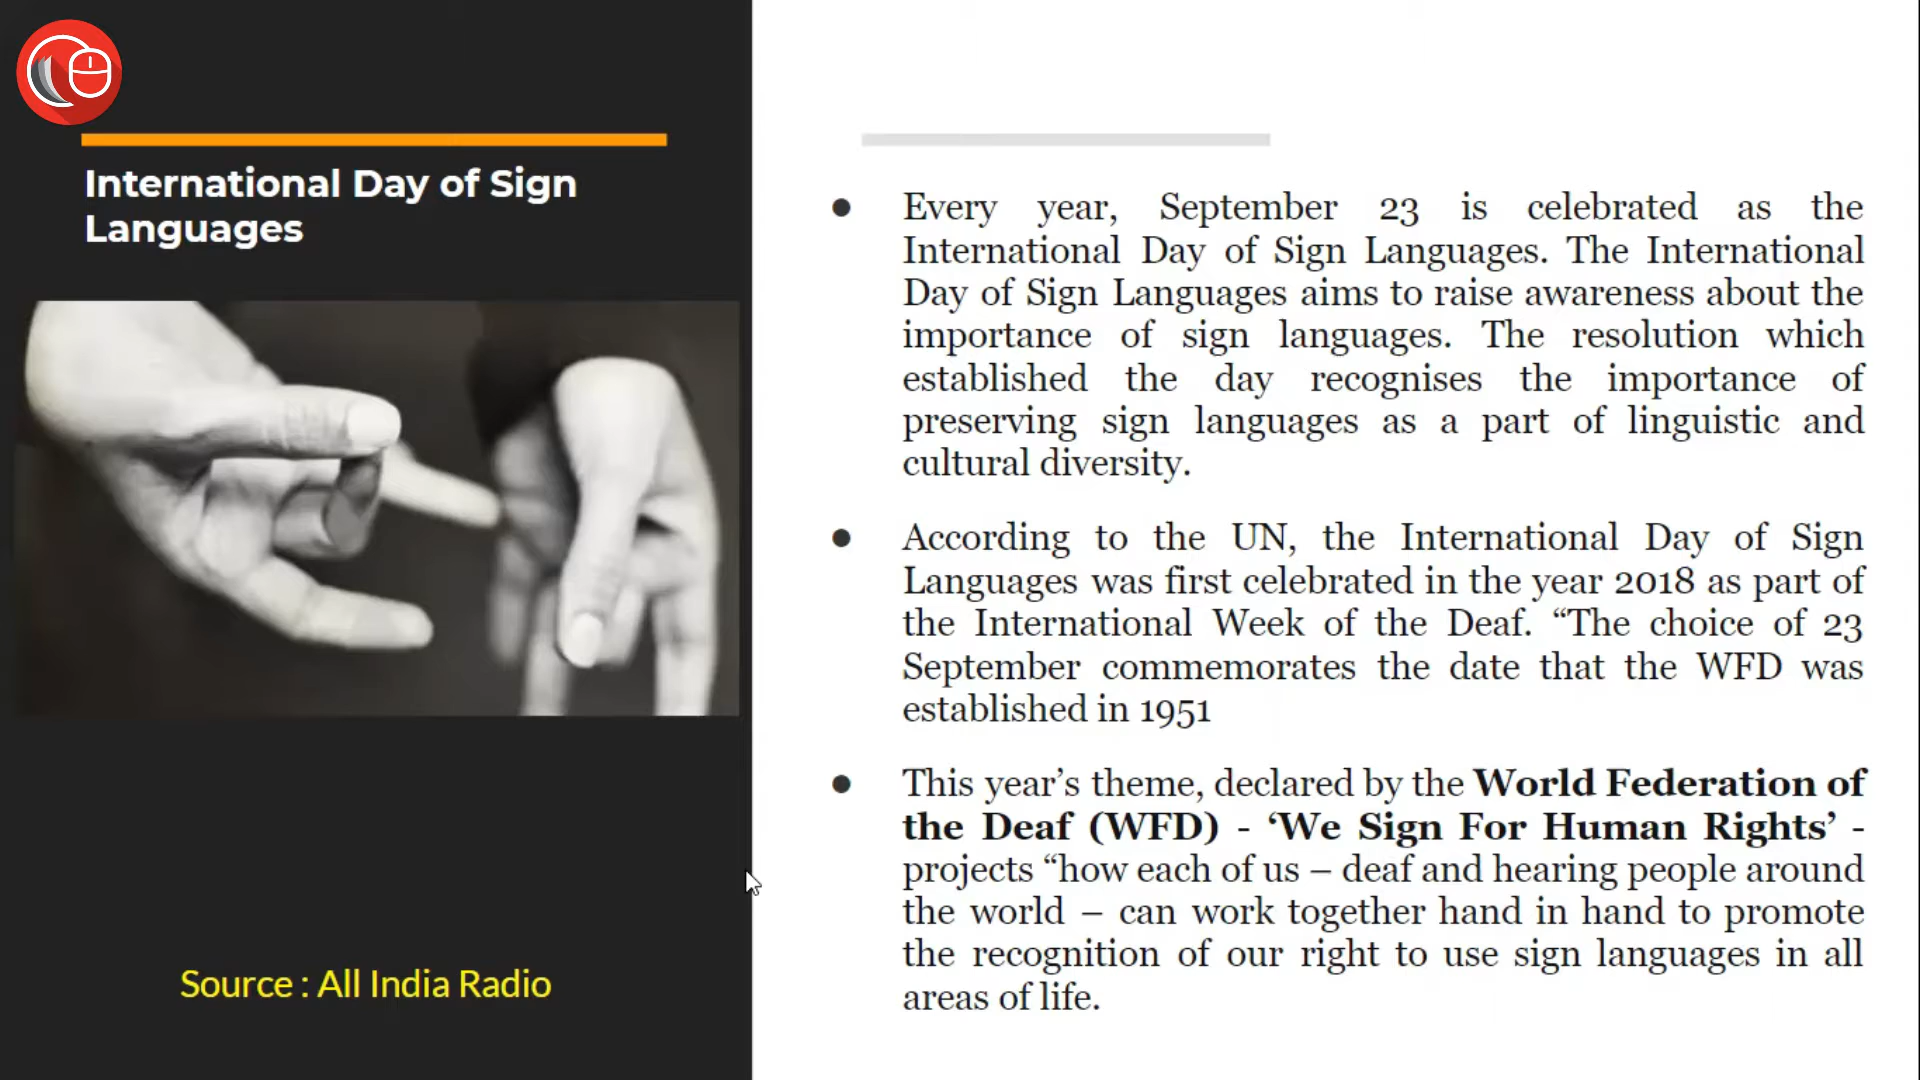 International Day of Sign
Languages
Source : All India Radio
● Every year, September 23 is celebrated as the
International Day of Sign Languages. The International
Day of Sign Languages aims to raise awareness about the
importance of sign languages. The resolution which
established the day recognises the importance of
preserving sign languages as a part of linguistic and
cultural diversity.
● According to the UN, the International Day of Sign
Languages was first celebrated in the year 2018 as part of
the International Week of the Deaf. “The choice of 23
September commemorates the date that the WFD was
established in 1951
● This year’s theme, declared by the World Federation of
the Deaf (WFD) - ‘We Sign For Human Rights’ -
projects “how each of us – deaf and hearing people around
the world – can work together hand in hand to promote
the recognition of our right to use sign languages in all
areas of life.